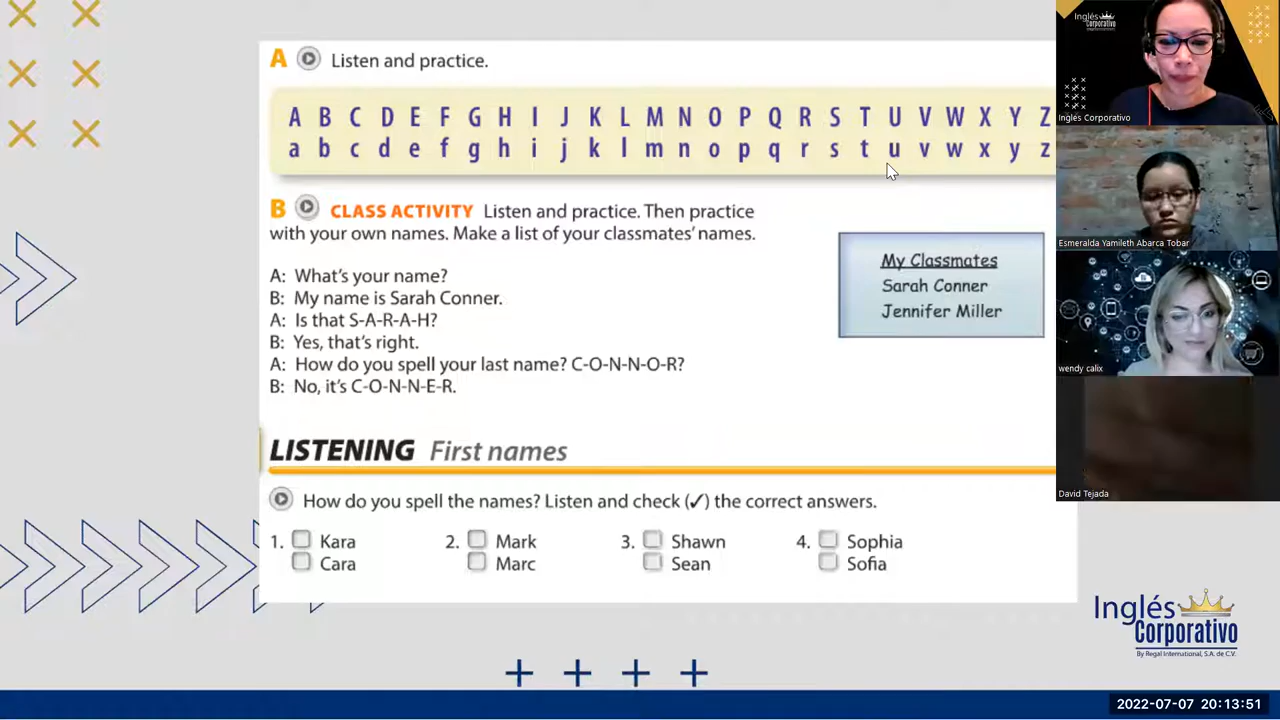 A Listen and practice.
A B C D E F G H I J K L M N O P Q R S T U V W X Y Z
a b c d e f g h i j k l m n o p q r s t u v w x y z
B CLASS ACTIVITY Listen and practice. Then practice
with your own names. Make a list of your classmates' names.
A: What's your name?
B: My name is Sarah Conner.
A: Is that S-A-R-A-H?
B: Yes, that's right.
A: How do you spell your last name? C-O-N-N-O-R?
B: No, it's C-O-N-N-E-R.
My Classmates
Sarah Conner
Jennifer Miller
LISTENING First names
How do you spell the names? Listen and check (✓) the correct answers.
1. Kara 2. Mark 3. Shawn 4. Sophia
Cara Marc Sean Sofia
Inglés
Corporativo
Inglés Corporativo
Esmeralda Yamileth Abarca Tobar
wendy calix
David Tejada
Inglés
Corporativo
By Regal International, S.A. de C.V.
2022-07-07 20:13:51